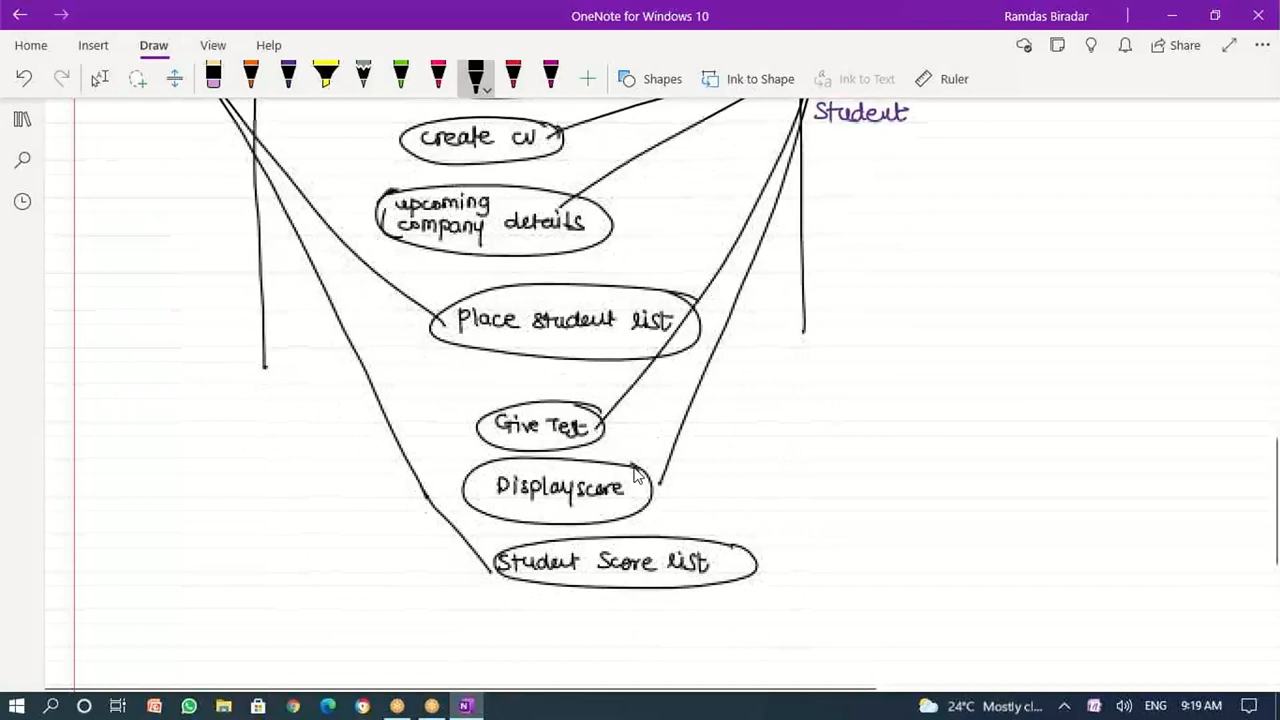 OneNote for Windows 10
Ramdas Biradar
Home Insert Draw View Help
Share
Shapes
Ink to Shape
Ink to Text
Ruler
Student
create cv
upcoming
company details
Place student list
Give Test
Displayscore
Student Score list
24°C Mostly cl...
ENG
9:19 AM